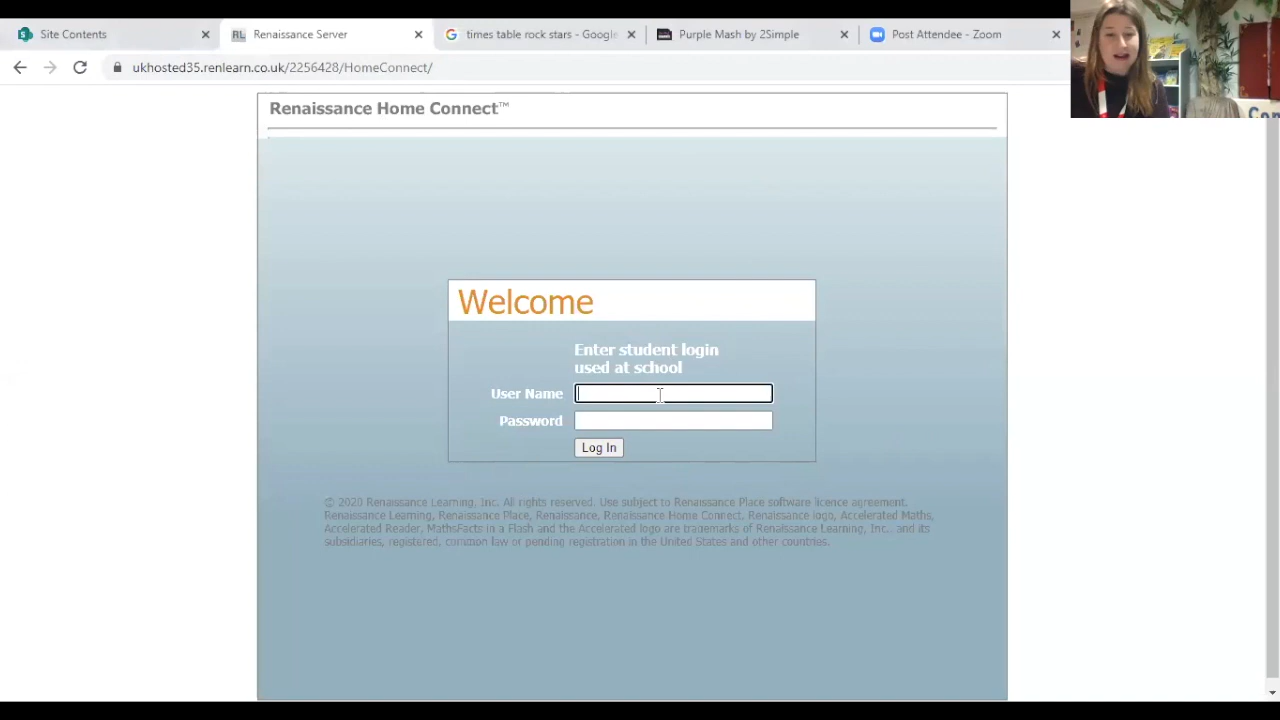 Site Contents
Renaissance Server
times table rock stars - Google
Purple Mash by 2Simple
Post Attendee - Zoom
ukhosted35.renlearn.co.uk/2256428/HomeConnect/
Renaissance Home Connect™
Welcome
Enter student login
used at school
User Name
Password
Log In
© 2020 Renaissance Learning, Inc. All rights reserved. Use subject to Renaissance Place software licence agreement.
Renaissance Learning, Renaissance Place, Renaissance, Renaissance Home Connect, Renaissance logo, Accelerated Maths,
Accelerated Reader, MathsFacts in a Flash and the Accelerated logo are trademarks of Renaissance Learning, Inc., and its
subsidiaries, registered, common law or pending registration in the United States and other countries.